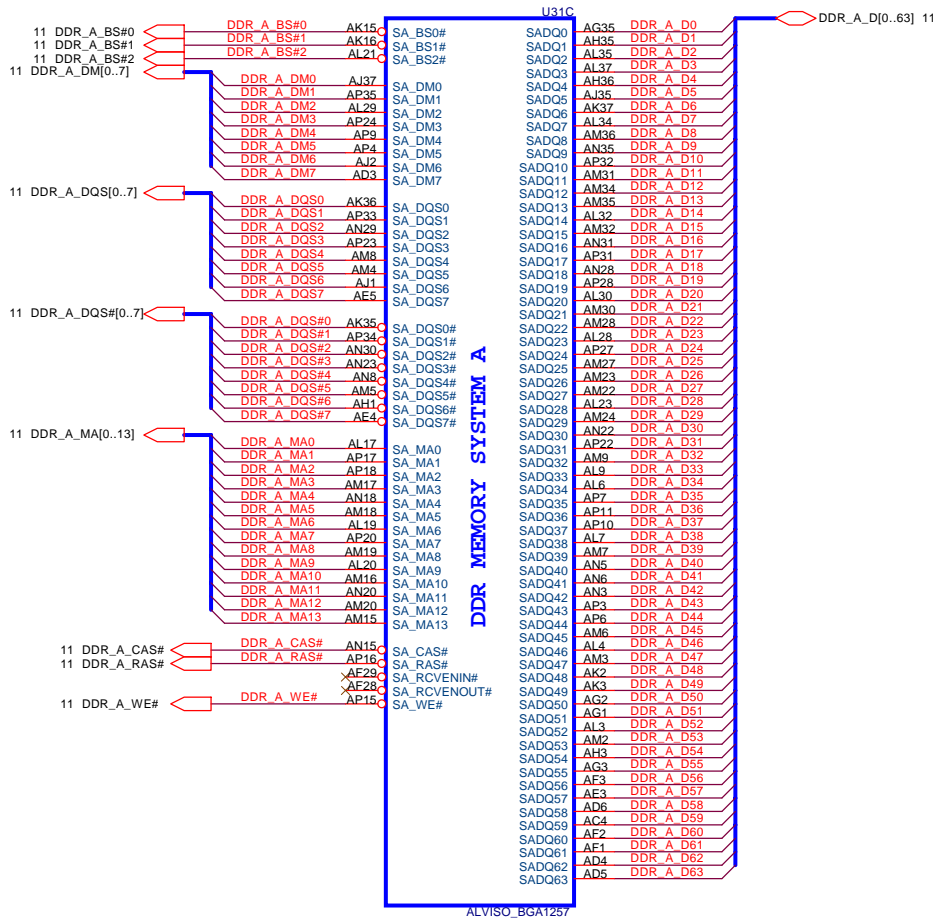 U31C
11 DDR_A_BS#0 DDR_A_BS#0 AK15 SA_BS0#
11 DDR_A_BS#1 DDR_A_BS#1 AK16 SA_BS1#
11 DDR_A_BS#2 DDR_A_BS#2 AL21 SA_BS2#
11 DDR_A_DM[0..7]
DDR_A_DM0 AJ37 SA_DM0
DDR_A_DM1 AP35 SA_DM1
DDR_A_DM2 AL29 SA_DM2
DDR_A_DM3 AP24 SA_DM3
DDR_A_DM4 AP9 SA_DM4
DDR_A_DM5 AP4 SA_DM5
DDR_A_DM6 AJ2 SA_DM6
DDR_A_DM7 AD3 SA_DM7
11 DDR_A_DQS[0..7]
DDR_A_DQS0 AK36 SA_DQS0
DDR_A_DQS1 AP33 SA_DQS1
DDR_A_DQS2 AN29 SA_DQS2
DDR_A_DQS3 AP23 SA_DQS3
DDR_A_DQS4 AM8 SA_DQS4
DDR_A_DQS5 AM4 SA_DQS5
DDR_A_DQS6 AJ1 SA_DQS6
DDR_A_DQS7 AE5 SA_DQS7
11 DDR_A_DQS#[0..7]
DDR_A_DQS#0 AK35 SA_DQS0#
DDR_A_DQS#1 AP34 SA_DQS1#
DDR_A_DQS#2 AN30 SA_DQS2#
DDR_A_DQS#3 AN23 SA_DQS3#
DDR_A_DQS#4 AN8 SA_DQS4#
DDR_A_DQS#5 AM5 SA_DQS5#
DDR_A_DQS#6 AH1 SA_DQS6#
DDR_A_DQS#7 AE4 SA_DQS7#
11 DDR_A_MA[0..13]
DDR_A_MA0 AL17 SA_MA0
DDR_A_MA1 AP17 SA_MA1
DDR_A_MA2 AP18 SA_MA2
DDR_A_MA3 AM17 SA_MA3
DDR_A_MA4 AN18 SA_MA4
DDR_A_MA5 AM18 SA_MA5
DDR_A_MA6 AL19 SA_MA6
DDR_A_MA7 AP20 SA_MA7
DDR_A_MA8 AM19 SA_MA8
DDR_A_MA9 AL20 SA_MA9
DDR_A_MA10 AM16 SA_MA10
DDR_A_MA11 AN20 SA_MA11
DDR_A_MA12 AM20 SA_MA12
DDR_A_MA13 AM15 SA_MA13
11 DDR_A_CAS# DDR_A_CAS# AN15 SA_CAS#
11 DDR_A_RAS# DDR_A_RAS# AP16 SA_RAS#
AF29 SA_RCVENIN#
AF28 SA_RCVENOUT#
11 DDR_A_WE# DDR_A_WE# AP15 SA_WE#
DDR MEMORY SYSTEM A
SADQ0 AG35 DDR_A_D0
SADQ1 AH35 DDR_A_D1
SADQ2 AL35 DDR_A_D2
SADQ3 AL37 DDR_A_D3
SADQ4 AH36 DDR_A_D4
SADQ5 AJ35 DDR_A_D5
SADQ6 AK37 DDR_A_D6
SADQ7 AL34 DDR_A_D7
SADQ8 AM36 DDR_A_D8
SADQ9 AN35 DDR_A_D9
SADQ10 AP32 DDR_A_D10
SADQ11 AM31 DDR_A_D11
SADQ12 AM34 DDR_A_D12
SADQ13 AM35 DDR_A_D13
SADQ14 AL32 DDR_A_D14
SADQ15 AM32 DDR_A_D15
SADQ16 AN31 DDR_A_D16
SADQ17 AP31 DDR_A_D17
SADQ18 AN28 DDR_A_D18
SADQ19 AP28 DDR_A_D19
SADQ20 AL30 DDR_A_D20
SADQ21 AM30 DDR_A_D21
SADQ22 AM28 DDR_A_D22
SADQ23 AL28 DDR_A_D23
SADQ24 AP27 DDR_A_D24
SADQ25 AM27 DDR_A_D25
SADQ26 AM23 DDR_A_D26
SADQ27 AM22 DDR_A_D27
SADQ28 AL23 DDR_A_D28
SADQ29 AM24 DDR_A_D29
SADQ30 AN22 DDR_A_D30
SADQ31 AP22 DDR_A_D31
SADQ32 AM9 DDR_A_D32
SADQ33 AL9 DDR_A_D33
SADQ34 AL6 DDR_A_D34
SADQ35 AP7 DDR_A_D35
SADQ36 AP11 DDR_A_D36
SADQ37 AP10 DDR_A_D37
SADQ38 AL7 DDR_A_D38
SADQ39 AM7 DDR_A_D39
SADQ40 AN5 DDR_A_D40
SADQ41 AN6 DDR_A_D41
SADQ42 AN3 DDR_A_D42
SADQ43 AP3 DDR_A_D43
SADQ44 AP6 DDR_A_D44
SADQ45 AM6 DDR_A_D45
SADQ46 AL4 DDR_A_D46
SADQ47 AM3 DDR_A_D47
SADQ48 AK2 DDR_A_D48
SADQ49 AK3 DDR_A_D49
SADQ50 AG2 DDR_A_D50
SADQ51 AG1 DDR_A_D51
SADQ52 AL3 DDR_A_D52
SADQ53 AM2 DDR_A_D53
SADQ54 AH3 DDR_A_D54
SADQ55 AG3 DDR_A_D55
SADQ56 AF3 DDR_A_D56
SADQ57 AE3 DDR_A_D57
SADQ58 AD6 DDR_A_D58
SADQ59 AC4 DDR_A_D59
SADQ60 AF2 DDR_A_D60
SADQ61 AF1 DDR_A_D61
SADQ62 AD4 DDR_A_D62
SADQ63 AD5 DDR_A_D63
DDR_A_D[0..63] 11
ALVISO_BGA1257